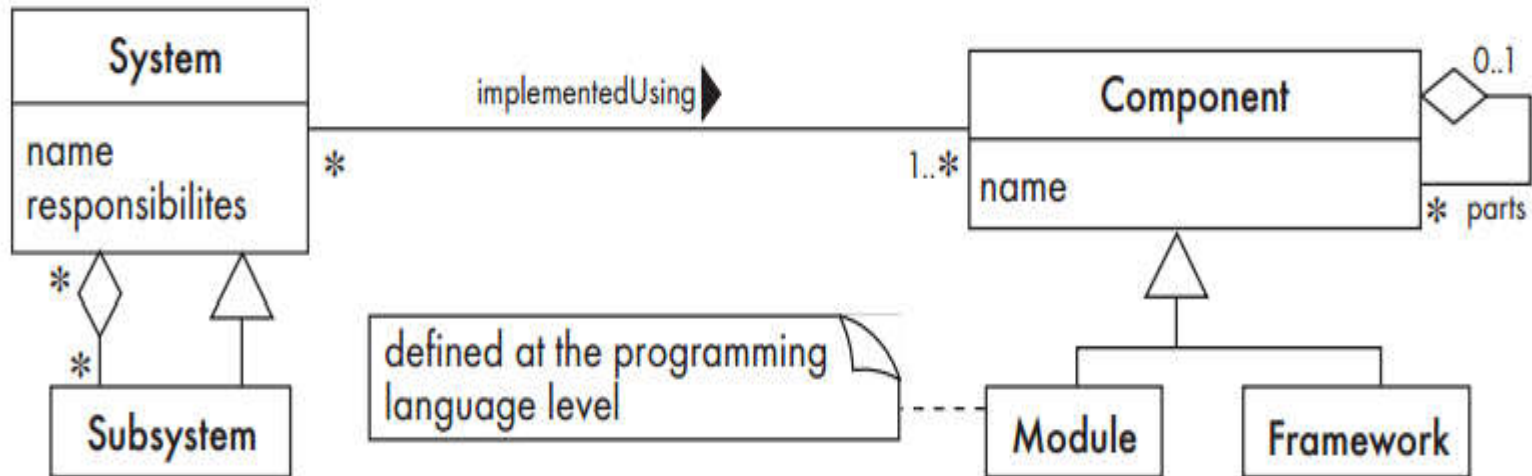 System
name
responsibilites
*
*
Subsystem
implementedUsing
*
1..*
Component
name
0..1
* parts
defined at the programming
language level
Module
Framework